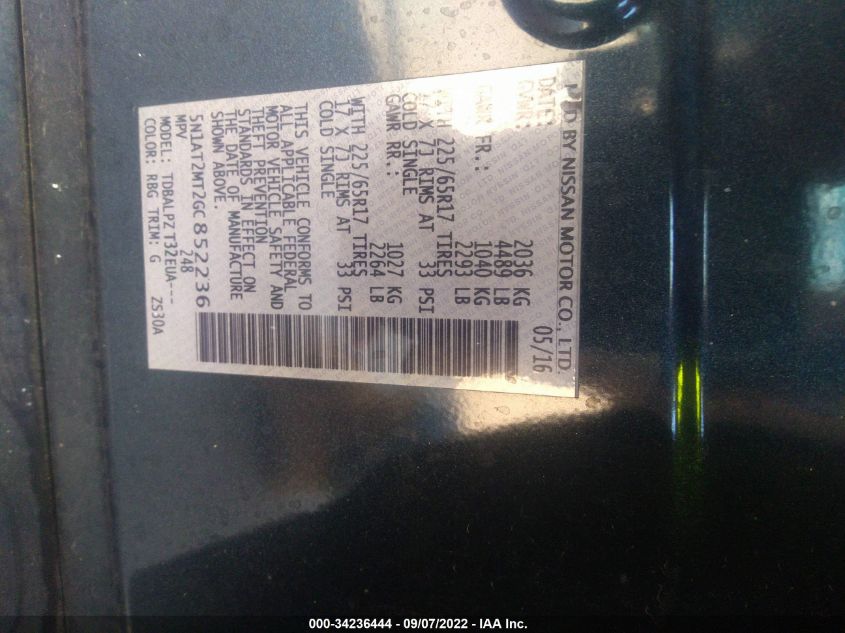 MFD BY NISSAN MOTOR CO., LTD.
DATE: 05/16
GVWR: 2036 KG
4489 LB
GAWR FR.: 1040 KG
2293 LB
WITH 225/65R17 TIRES
17 X 7J RIMS AT 33 PSI
COLD SINGLE
GAWR RR.: 1027 KG
2264 LB
WITH 225/65R17 TIRES
17 X 7J RIMS AT 33 PSI
COLD SINGLE
THIS VEHICLE CONFORMS TO
ALL APPLICABLE FEDERAL
MOTOR VEHICLE SAFETY AND
THEFT PREVENTION
STANDARDS IN EFFECT ON
THE DATE OF MANUFACTURE
SHOWN ABOVE.
5N1AT2MT2GC852236
MPV 248
MODEL: TDBALPZ T32EUA---
COLOR: RBG TRIM: G ZS30A
000-34236444 - 09/07/2022 - IAA Inc.